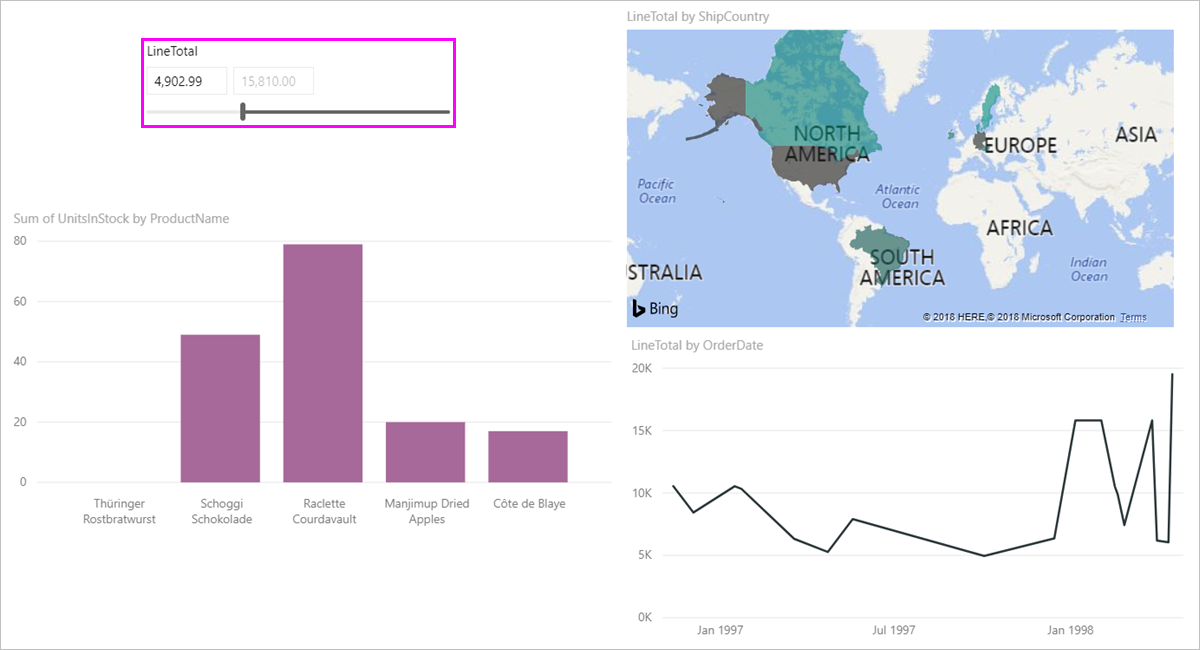 LineTotal
4,902.99
15,810.00
Sum of UnitsInStock by ProductName
80
60
40
20
0
Thüringer
Rostbratwurst
Schoggi
Schokolade
Raclette
Courdavault
Manjimup Dried
Apples
Côte de Blaye
LineTotal by ShipCountry
NORTH
AMERICA
EUROPE
ASIA
Pacific
Ocean
Atlantic
Ocean
AFRICA
SOUTH
AMERICA
Indian
Ocean
USTRALIA
Bing
© 2018 HERE,© 2018 Microsoft Corporation Terms
LineTotal by OrderDate
20K
15K
10K
5K
0K
Jan 1997
Jul 1997
Jan 1998